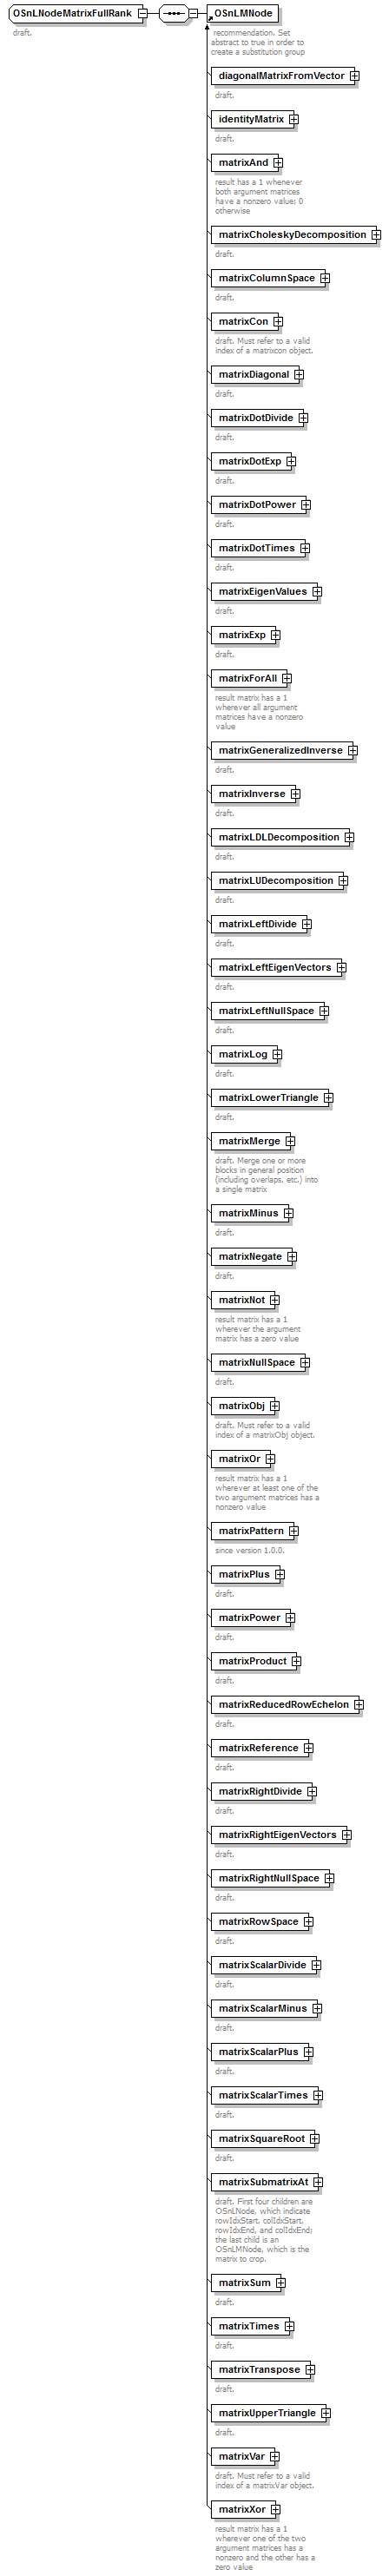 OSnLNodeMatrixFullRank
OSnLMNode
draft.
recommendation. Set
abstract to true in order to
create a substitution group
diagonalMatrixFromVector
draft.
identityMatrix
draft.
matrixAnd
result has a 1 whenever
both argument matrices
have a nonzero value; 0
otherwise
matrixCholeskyDecomposition
draft.
matrixColumnSpace
draft.
matrixCon
draft. Must refer to a valid
index of a matrixcon object.
matrixDiagonal
draft.
matrixDotDivide
draft.
matrixDotExp
draft.
matrixDotPower
draft.
matrixDotTimes
draft.
matrixEigenValues
draft.
matrixExp
draft.
matrixForAll
result matrix has a 1
wherever all argument
matrices have a nonzero
value
matrixGeneralizedInverse
draft.
matrixInverse
draft.
matrixLDLDecomposition
draft.
matrixLUDecomposition
draft.
matrixLeftDivide
draft.
matrixLeftEigenVectors
draft.
matrixLeftNullSpace
draft.
matrixLog
draft.
matrixLowerTriangle
draft.
matrixMerge
draft. Merge one or more
blocks in general position
(including overlaps, etc.) into
a single matrix
matrixMinus
draft.
matrixNegate
draft.
matrixNot
result matrix has a 1
wherever the argument
matrix has a zero value
matrixNullSpace
draft.
matrixObj
draft. Must refer to a valid
index of a matrixObj object.
matrixOr
result matrix has a 1
wherever at least one of the
two argument matrices has a
nonzero value
matrixPattern
since version 1.0.0.
matrixPlus
draft.
matrixPower
draft.
matrixProduct
draft.
matrixReducedRowEchelon
draft.
matrixReference
draft.
matrixRightDivide
draft.
matrixRightEigenVectors
draft.
matrixRightNullSpace
draft.
matrixRowSpace
draft.
matrixScalarDivide
draft.
matrixScalarMinus
draft.
matrixScalarPlus
draft.
matrixScalarTimes
draft.
matrixSquareRoot
draft.
matrixSubmatrixAt
draft. First four children are
OSnLNode, which indicate
rowIdxStart, colIdxStart,
rowIdxEnd, and colIdxEnd;
the last child is an
OSnLMNode, which is the
matrix to crop.
matrixSum
draft.
matrixTimes
draft.
matrixTranspose
draft.
matrixUpperTriangle
draft.
matrixVar
draft. Must refer to a valid
index of a matrixVar object.
matrixXor
result matrix has a 1
wherever one of the two
argument matrices has a
nonzero and the other has a
zero value